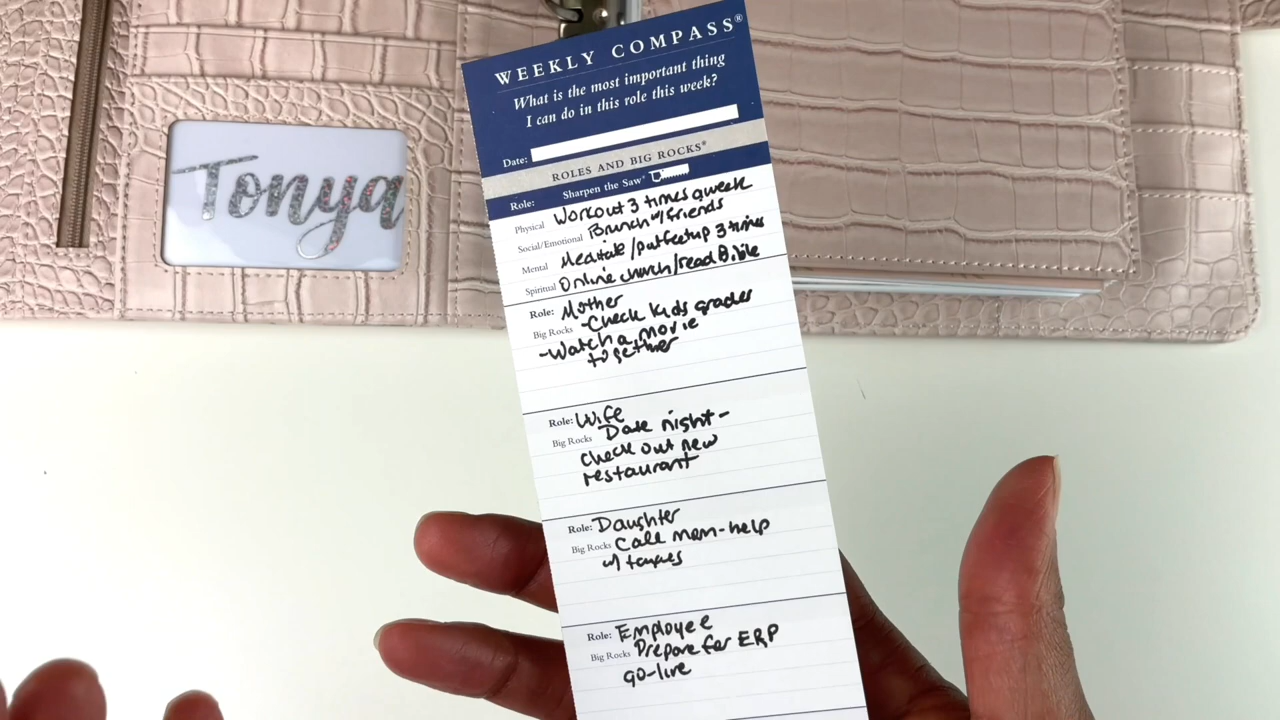 Tonya
WEEKLY COMPASS®
What is the most important thing
I can do in this role this week?
Date:
ROLES AND BIG ROCKS®
Role: Sharpen the Saw®
Physical Workout 3 times a week
Social/Emotional Brunch w/friends
Mental Meditate / 3 times
Spiritual Online church/read Bible
Role: Mother
Big Rocks -Check kids grades
-Watch a movie
together
Role: Wife
Big Rocks Date night-
check out new
restaurant
Role: Daughter
Big Rocks Call mom-help
w/ taxes
Role: Employee
Big Rocks Prepare for ERP
go-live